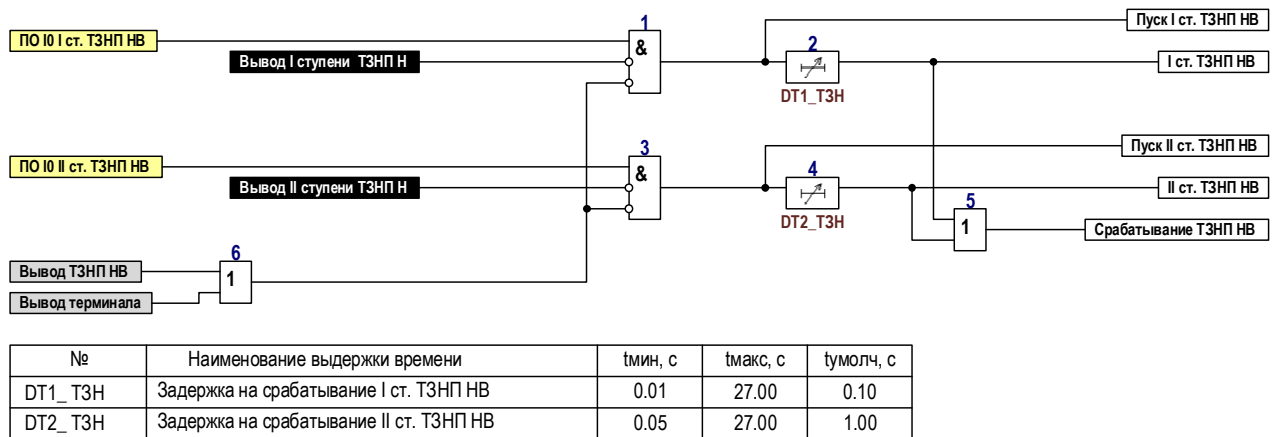 Пуск I ст. ТЗНП НВ
1
ПО I0 I ст. ТЗНП НВ
&
2
Вывод I ступени ТЗНП Н
I ст. ТЗНП НВ
DT1_ТЗН
Пуск II ст. ТЗНП НВ
3
ПО I0 II ст. ТЗНП НВ
&
4
Вывод II ступени ТЗНП Н
II ст. ТЗНП НВ
5
DT2_ТЗН
1
Срабатывание ТЗНП НВ
6
Вывод ТЗНП НВ
1
Вывод терминала
№ Наименование выдержки времени tмин, с tмакс, с tумолч, с
DT1_ ТЗН Задержка на срабатывание I ст. ТЗНП НВ 0.01 27.00 0.10
DT2_ ТЗН Задержка на срабатывание II ст. ТЗНП НВ 0.05 27.00 1.00